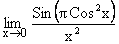 lim x→0 Sin(πCos²x) / x²